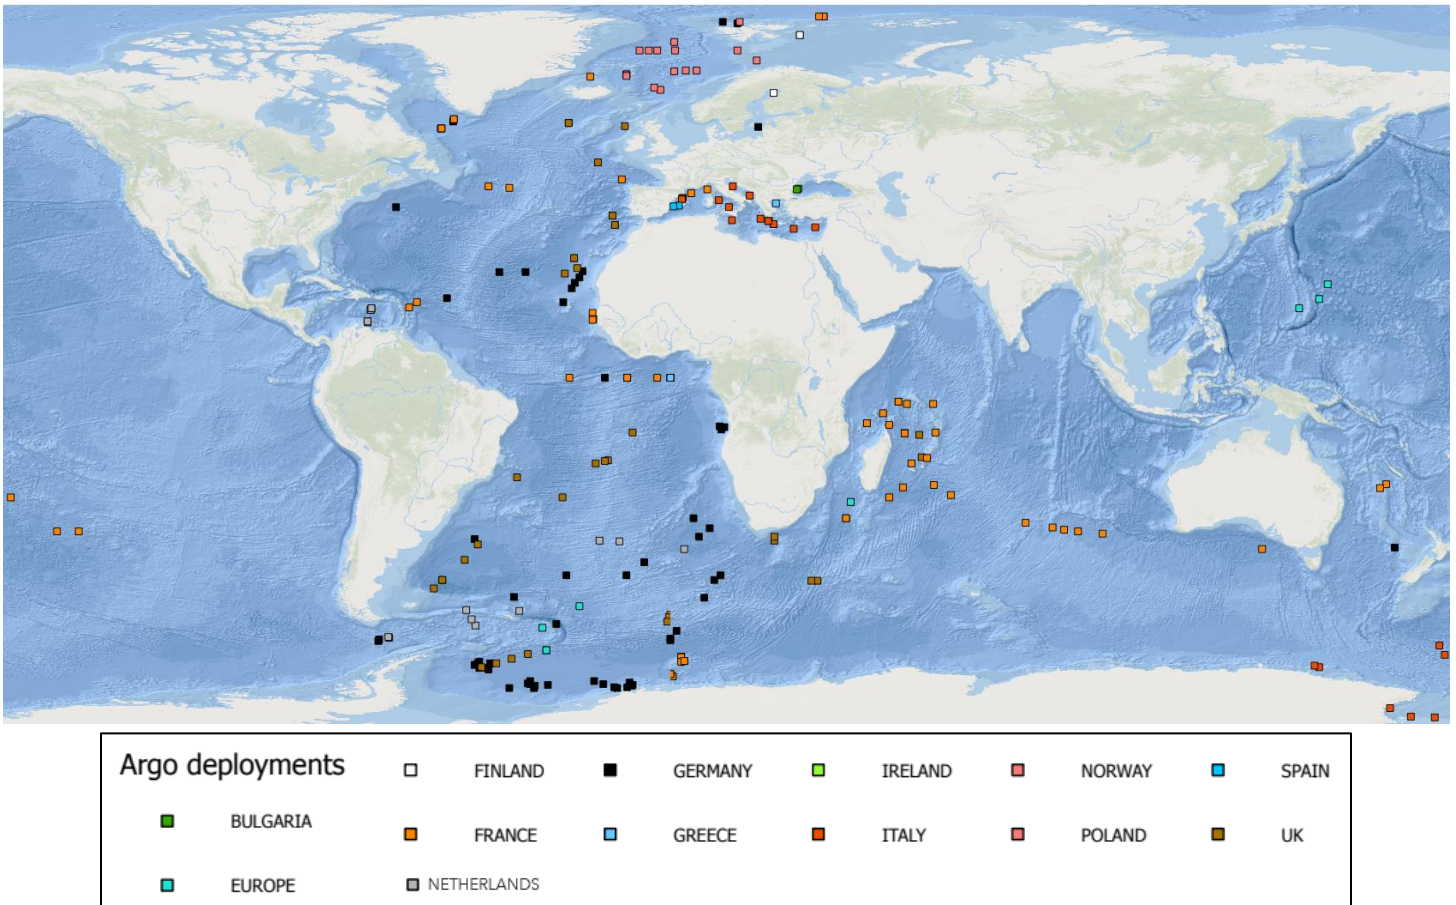 Argo deployments
FINLAND GERMANY IRELAND NORWAY SPAIN
BULGARIA
FRANCE GREECE ITALY POLAND UK
EUROPE NETHERLANDS